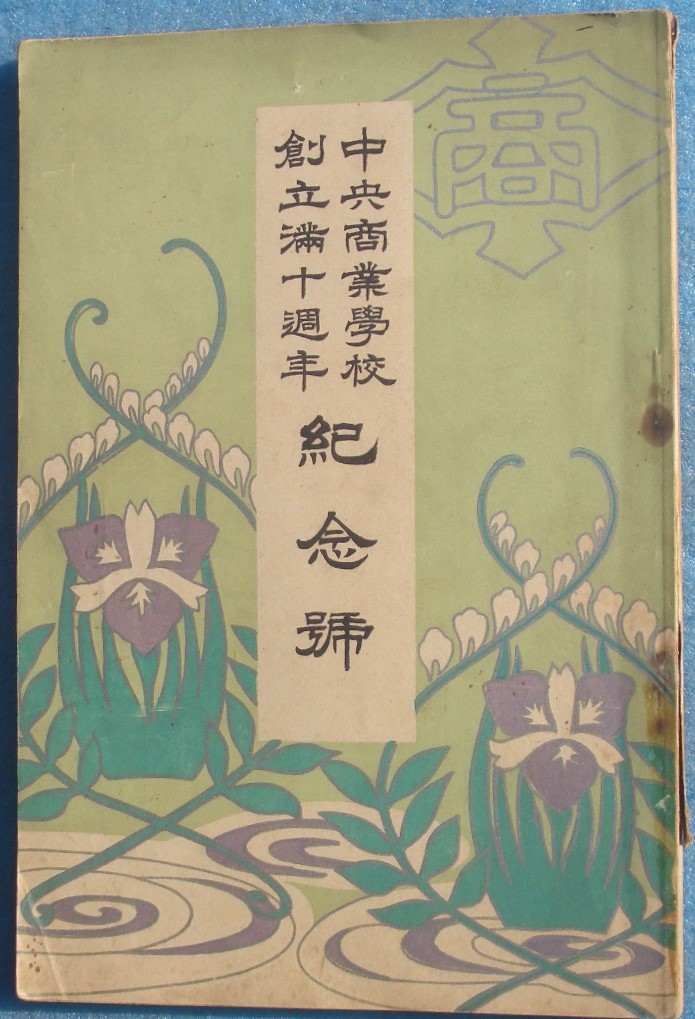 中央商業學校
創立滿十週年
紀念號
商